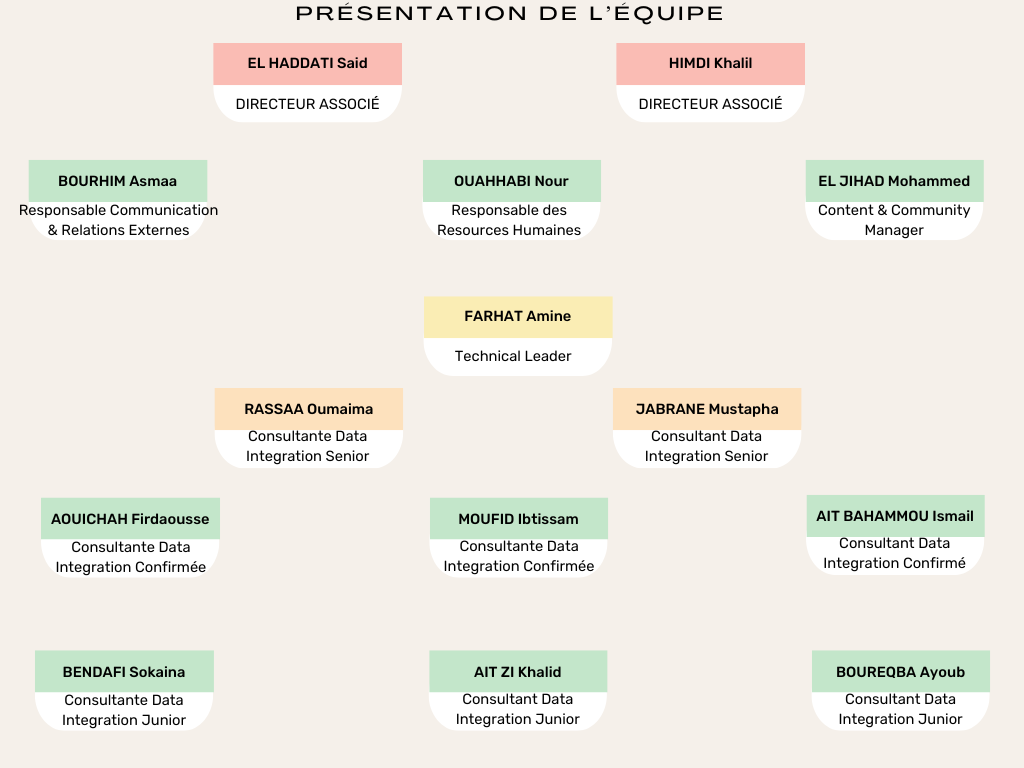 PRÉSENTATION DE L’ÉQUIPE
EL HADDATI Said
DIRECTEUR ASSOCIÉ
HIMDI Khalil
DIRECTEUR ASSOCIÉ
BOURHIM Asmaa
Responsable Communication
& Relations Externes
OUAHHABI Nour
Responsable des
Resources Humaines
EL JIHAD Mohammed
Content & Community
Manager
FARHAT Amine
Technical Leader
RASSAA Oumaima
Consultante Data
Integration Senior
JABRANE Mustapha
Consultant Data
Integration Senior
AOUICHAH Firdaousse
Consultante Data
Integration Confirmée
MOUFID Ibtissam
Consultante Data
Integration Confirmée
AIT BAHAMMOU Ismail
Consultant Data
Integration Confirmé
BENDAFI Sokaina
Consultante Data
Integration Junior
AIT ZI Khalid
Consultant Data
Integration Junior
BOUREQBA Ayoub
Consultant Data
Integration Junior